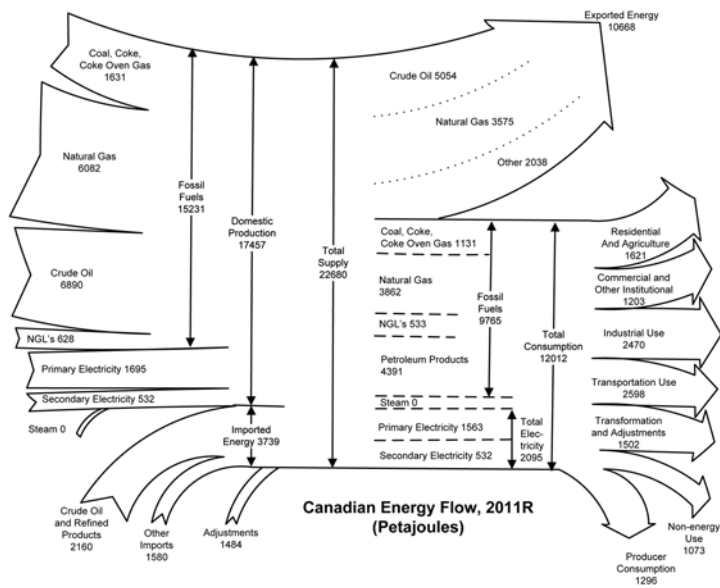 Exported Energy
10668
Coal, Coke,
Coke Oven Gas
1631
Crude Oil 5054
Natural Gas 3575
Other 2038
Natural Gas
6082
Fossil
Fuels
15231
Domestic
Production
17457
Total
Supply
22680
Coal, Coke,
Coke Oven Gas 1131
Natural Gas
3862
NGL's 533
Petroleum Products
4391
Steam 0
Primary Electricity 1563
Secondary Electricity 532
Fossil
Fuels
9765
Total
Consumption
12012
Total
Elec-
tricity
2095
Residential
And Agriculture
1621
Commercial and
Other Institutional
1203
Industrial Use
2470
Transportation Use
2598
Transformation
and Adjustments
1502
Non-energy
Use
1073
Producer
Consumption
1296
Crude Oil
6890
NGL's 628
Primary Electricity 1695
Secondary Electricity 532
Steam 0
Imported
Energy 3739
Crude Oil
and Refined
Products
2160
Other
Imports
1580
Adjustments
1484
Canadian Energy Flow, 2011R
(Petajoules)